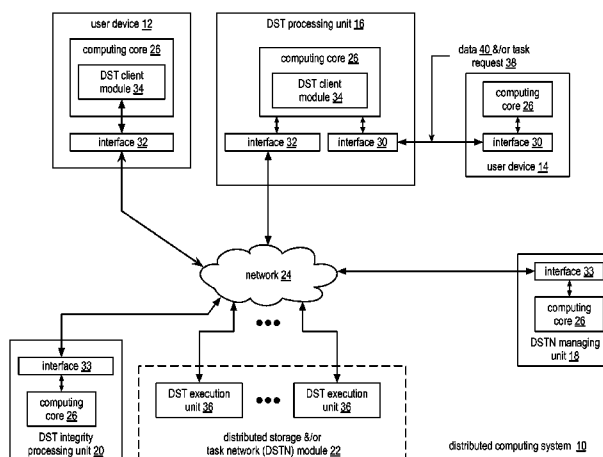 user device 12
computing core 26
DST client
module 34
interface 32
DST processing unit 16
computing core 26
DST client
module 34
interface 32
interface 30
data 40 &/or task
request 38
computing
core 26
interface 30
user device 14
network 24
interface 33
computing
core 26
DSTN managing
unit 18
interface 33
computing
core 26
DST integrity
processing unit 20
DST execution
unit 36
DST execution
unit 36
distributed storage &/or
task network (DSTN) module 22
distributed computing system 10